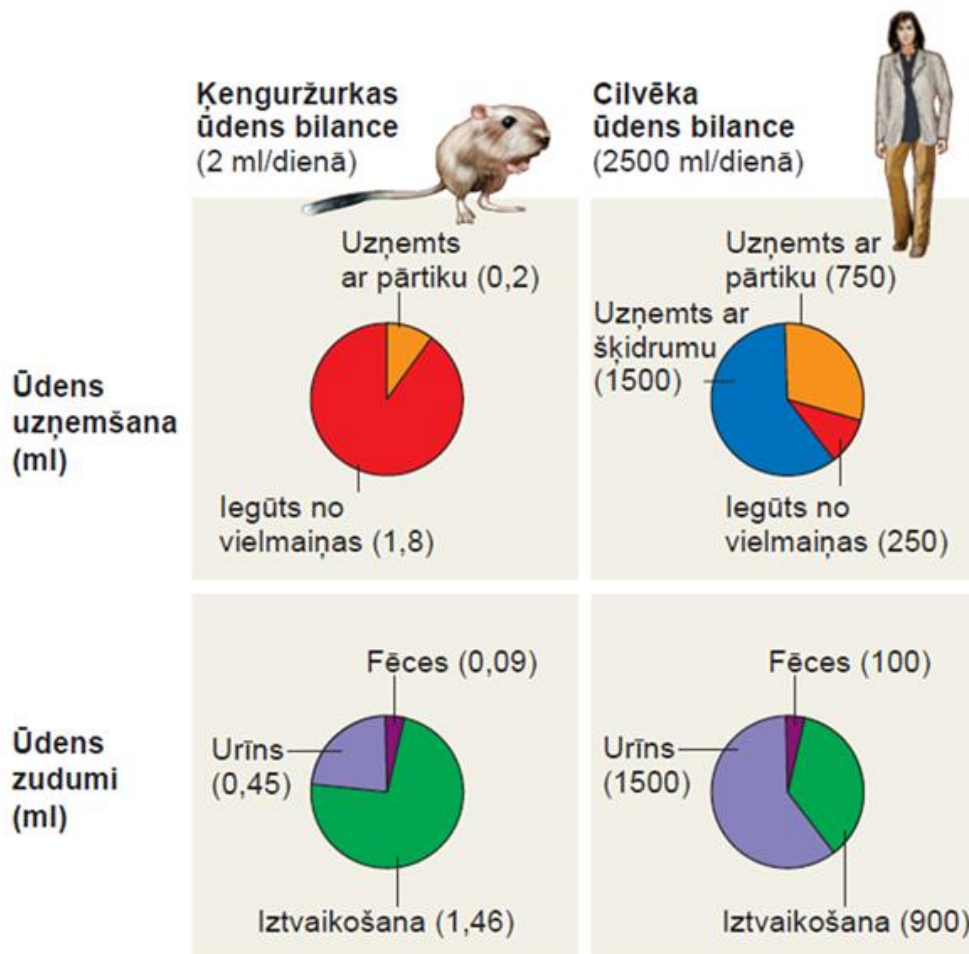 Ķenguržurkas
ūdens bilance
(2 ml/dienā)
Cilvēka
ūdens bilance
(2500 ml/dienā)
Ūdens
uzņemšana
(ml)
Uzņemts
ar pārtiku (0,2)
Iegūts no
vielmaiņas (1,8)
Uzņemts ar
pārtiku (750)
Uzņemts ar
šķidrumu
(1500)
Iegūts no
vielmaiņas (250)
Ūdens
zudumi
(ml)
Fēces (0,09)
Urīns
(0,45)
Iztvaikošana (1,46)
Fēces (100)
Urīns
(1500)
Iztvaikošana (900)